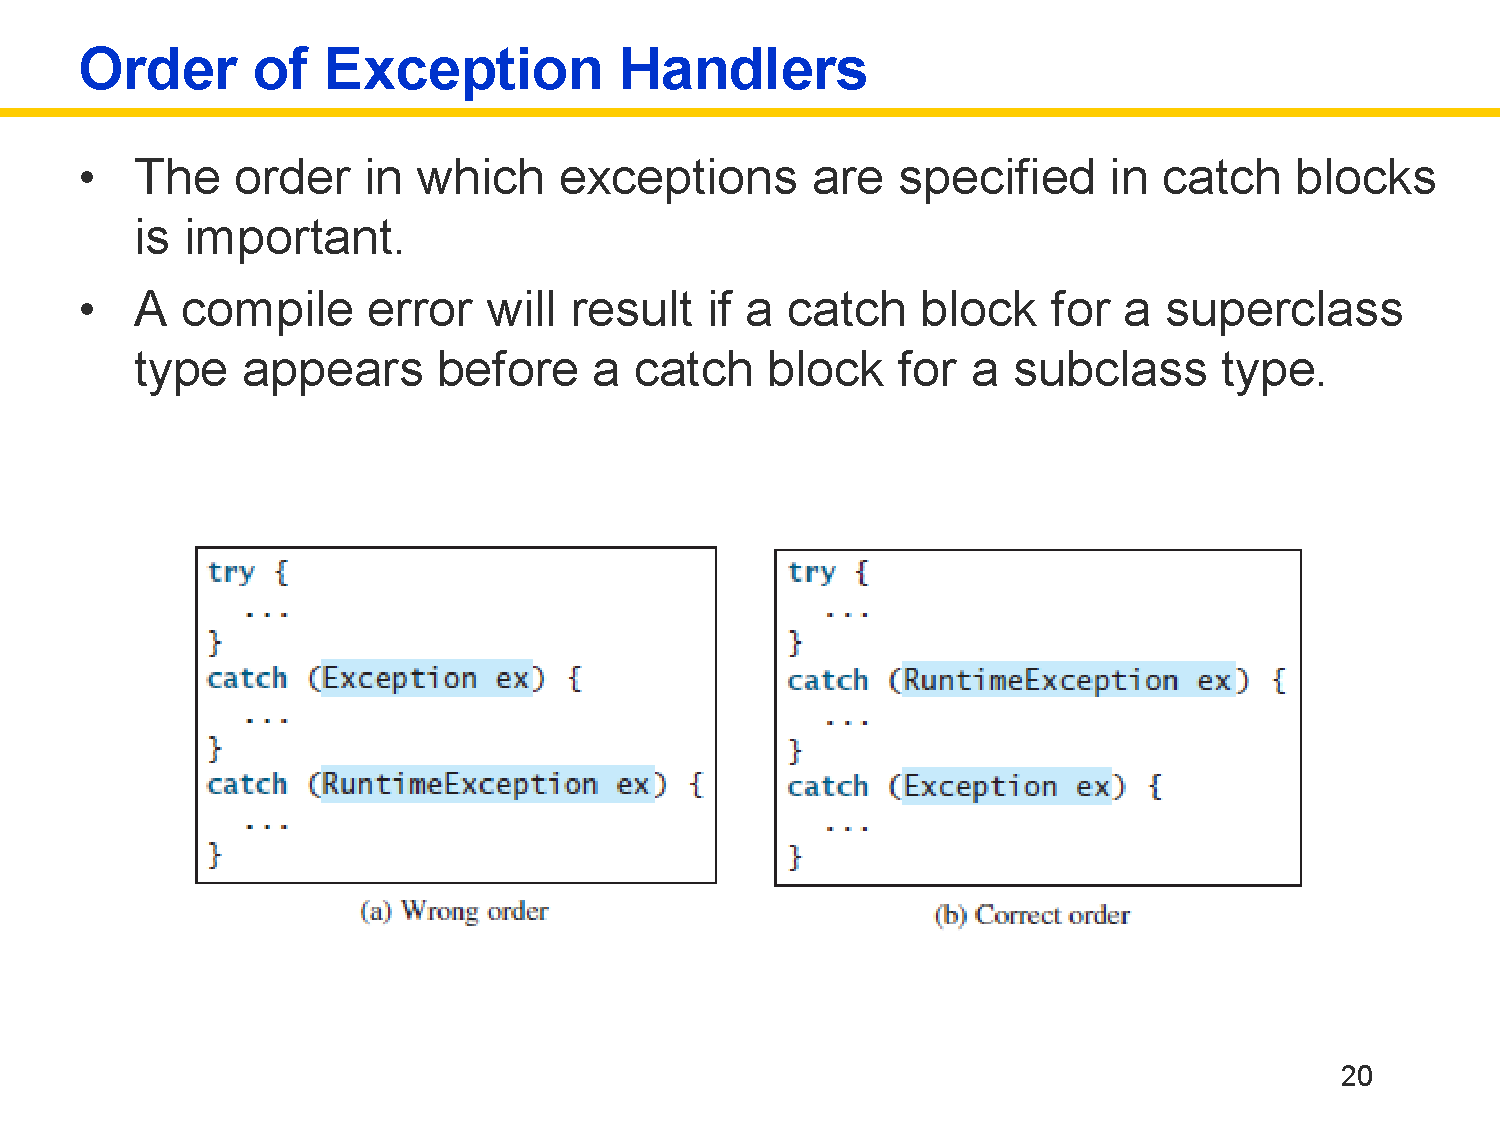 Order of Exception Handlers
• The order in which exceptions are specified in catch blocks
is important.
• A compile error will result if a catch block for a superclass
type appears before a catch block for a subclass type.
try {
...
}
catch (Exception ex) {
...
}
catch (RuntimeException ex) {
...
}
(a) Wrong order
try {
...
}
catch (RuntimeException ex) {
...
}
catch (Exception ex) {
...
}
(b) Correct order
20